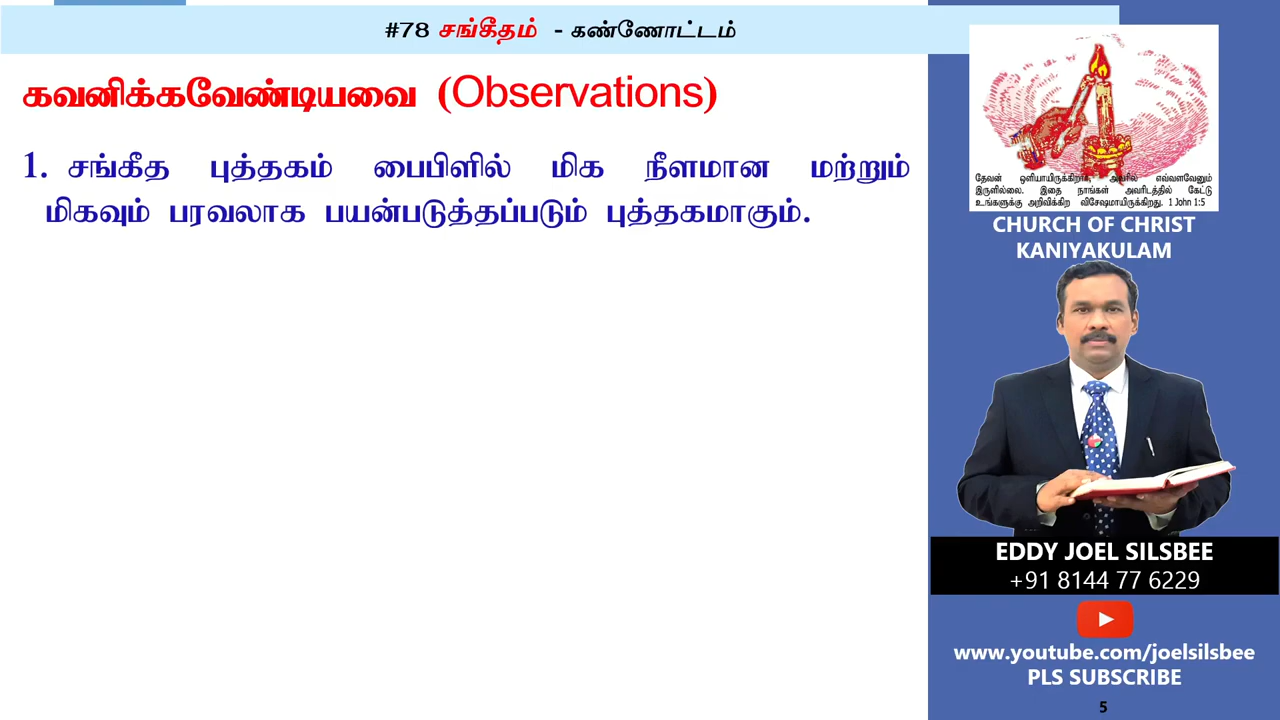 #78 சங்கீதம் - கண்ணோட்டம்
கவனிக்கவேண்டியவை (Observations)
1. சங்கீத புத்தகம் பைபிளில் மிக நீளமான மற்றும்
மிகவும் பரவலாக பயன்படுத்தப்படும் புத்தகமாகும்.
தேவன் ஒளியாயிருக்கிறார், அவரில் எவ்வளவேனும்
இருளில்லை. இதை நாங்கள் அவரிடத்தில் கேட்டு
உங்களுக்கு அறிவிக்கிற விசேஷமாயிருக்கிறது. 1 John 1:5
CHURCH OF CHRIST
KANIYAKULAM
EDDY JOEL SILSBEE
+91 8144 77 6229
www.youtube.com/joelsilsbee
PLS SUBSCRIBE
5